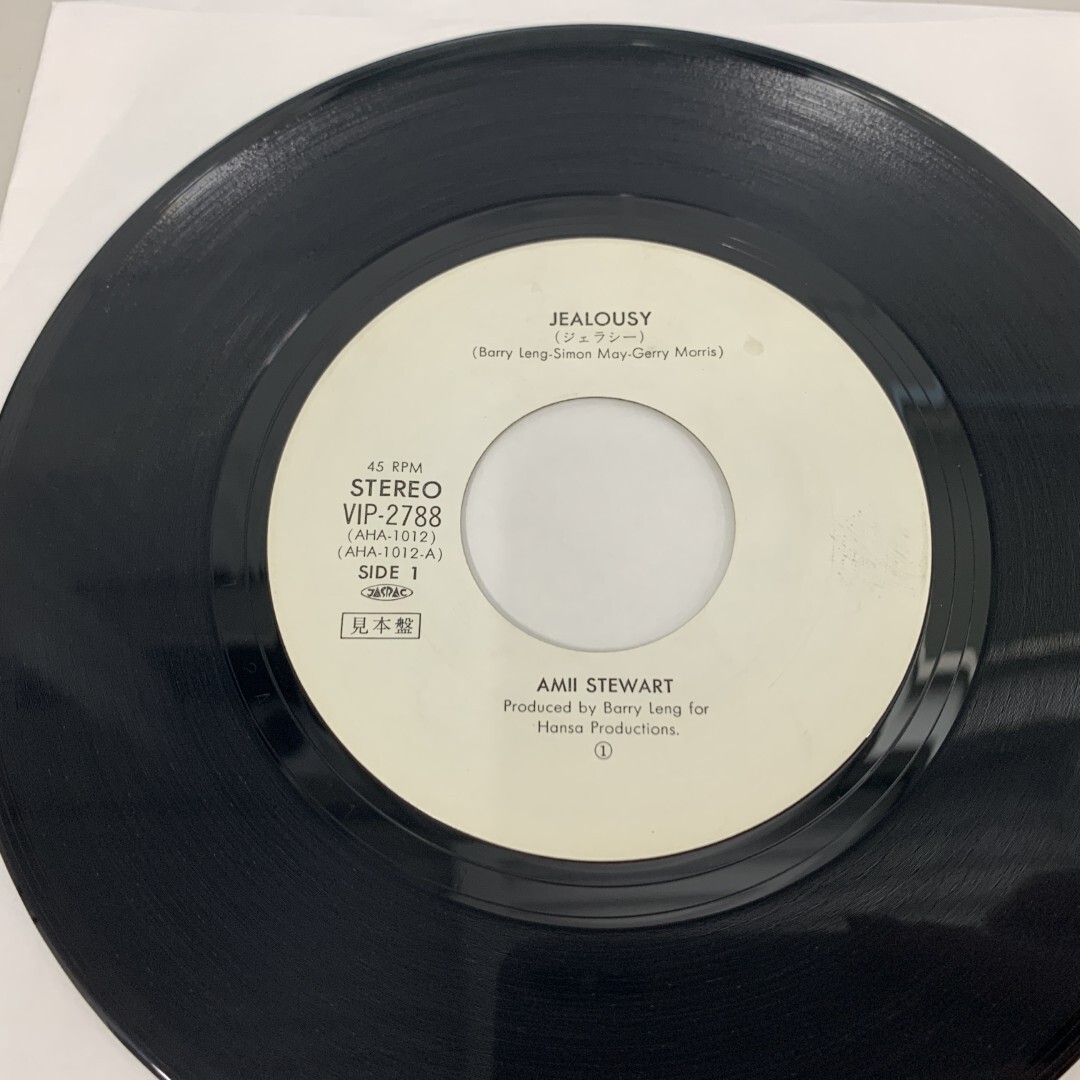 JEALOUSY
(ジェラシー)
(Barry Leng-Simon May-Gerry Morris)
45 RPM
STEREO
VIP-2788
(AHA-1012)
(AHA-1012-A)
SIDE 1
JASRAC
見本盤
AMII STEWART
Produced by Barry Leng for
Hansa Productions.
①